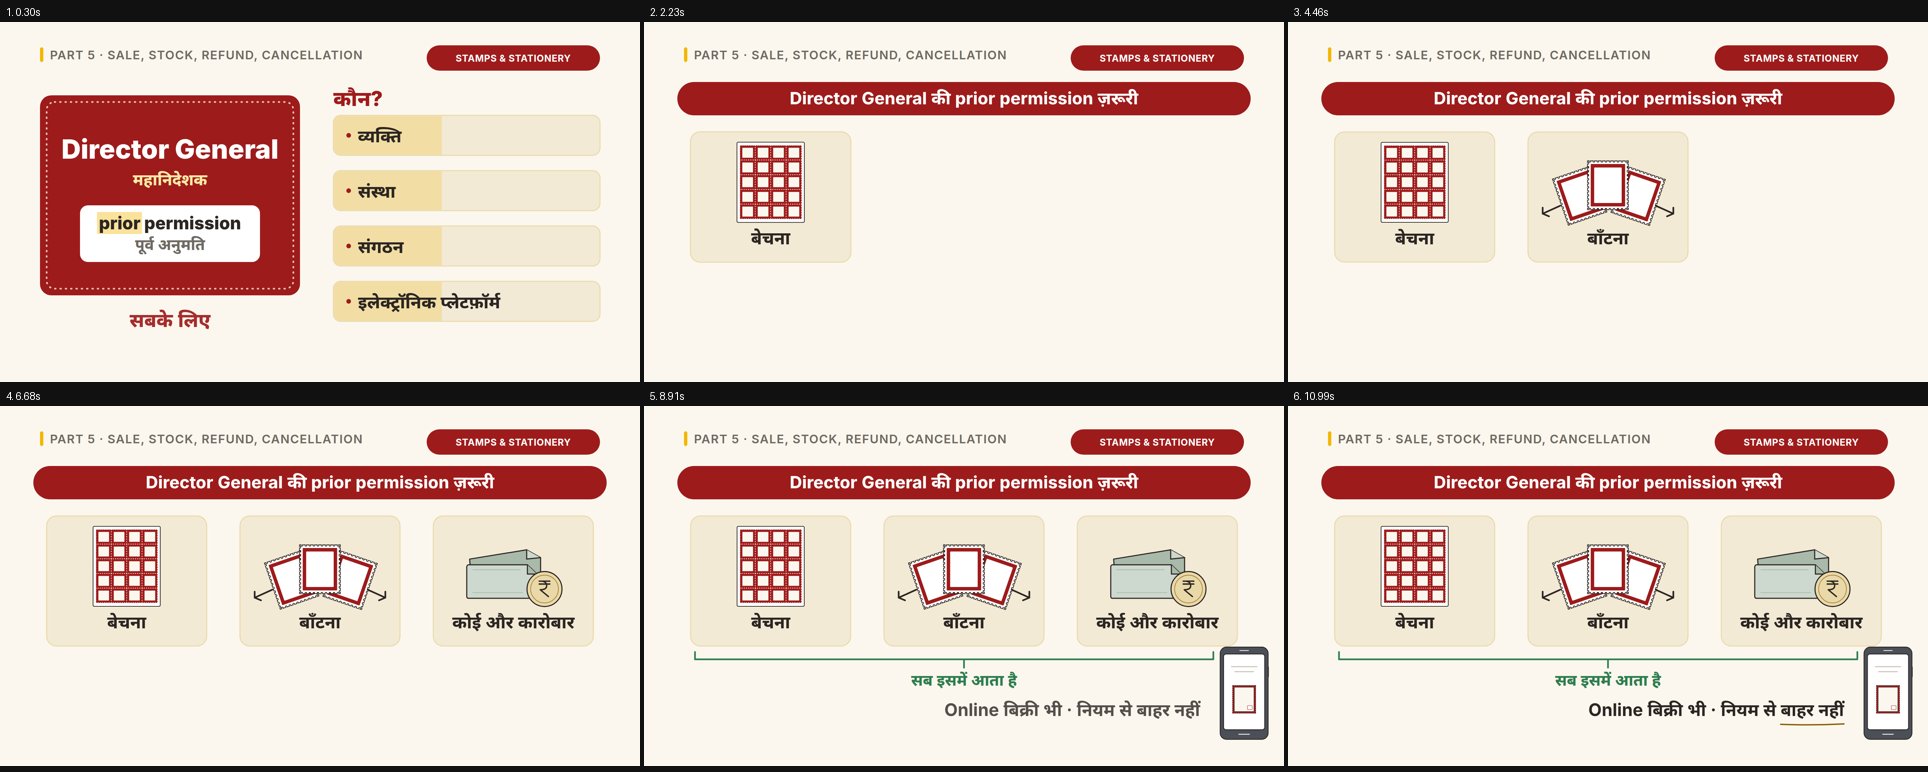 1. 0.30s
PART 5 · SALE, STOCK, REFUND, CANCELLATION
STAMPS & STATIONERY
Director General
महानिदेशक
prior permission
पूर्व अनुमति
सबके लिए
कौन?
• व्यक्ति
• संस्था
• संगठन
• इलेक्ट्रॉनिक प्लेटफ़ॉर्म
2. 2.23s
PART 5 · SALE, STOCK, REFUND, CANCELLATION
STAMPS & STATIONERY
Director General की prior permission ज़रूरी
बेचना
3. 4.46s
PART 5 · SALE, STOCK, REFUND, CANCELLATION
STAMPS & STATIONERY
Director General की prior permission ज़रूरी
बेचना
बाँटना
4. 6.68s
PART 5 · SALE, STOCK, REFUND, CANCELLATION
STAMPS & STATIONERY
Director General की prior permission ज़रूरी
बेचना
बाँटना
₹
कोई और कारोबार
5. 8.91s
PART 5 · SALE, STOCK, REFUND, CANCELLATION
STAMPS & STATIONERY
Director General की prior permission ज़रूरी
बेचना
बाँटना
₹
कोई और कारोबार
सब इसमें आता है
Online बिक्री भी · नियम से बाहर नहीं
6. 10.99s
PART 5 · SALE, STOCK, REFUND, CANCELLATION
STAMPS & STATIONERY
Director General की prior permission ज़रूरी
बेचना
बाँटना
₹
कोई और कारोबार
सब इसमें आता है
Online बिक्री भी · नियम से बाहर नहीं